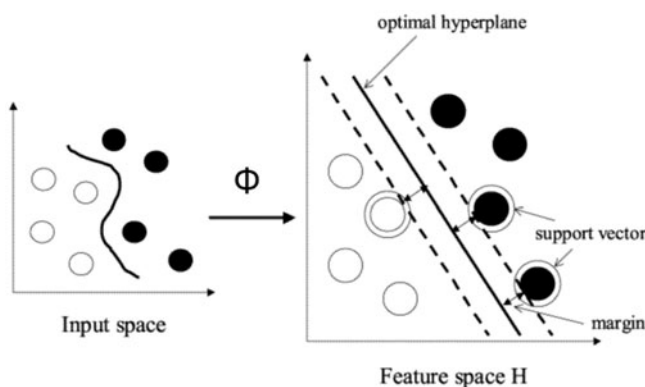 optimal hyperplane
Φ
support vector
margin
Input space
Feature space H